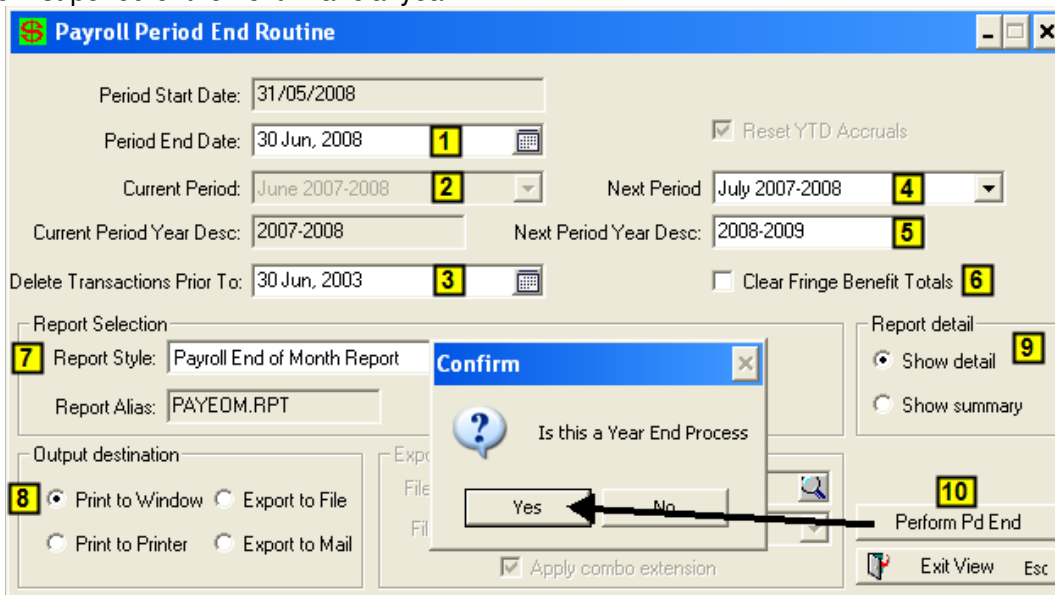 Payroll Period End Routine
Period Start Date: 31/05/2008
Period End Date: 30 Jun, 2008 1 Reset YTD Accruals
Current Period: June 2007-2008 2 Next Period July 2007-2008 4
Current Period Year Desc: 2007-2008 Next Period Year Desc: 2008-2009 5
Delete Transactions Prior To: 30 Jun, 2003 3 Clear Fringe Benefit Totals 6
Report Selection Report detail
7 Report Style: Payroll End of Month Report Confirm Show detail 9
Report Alias: PAYEOM.RPT Is this a Year End Process Show summary
Output destination
8 Print to Window Export to File Yes No 10
Perform Pd End
Print to Printer Export to Mail
Apply combo extension Exit View Esc